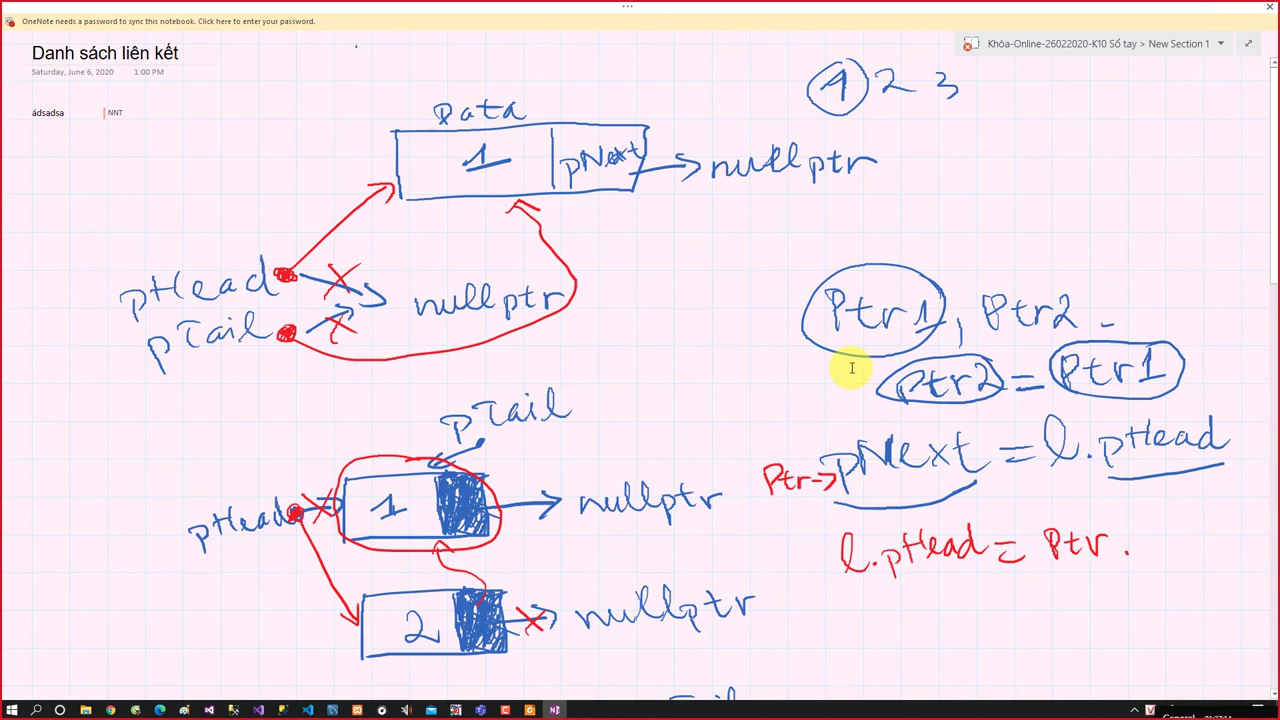 OneNote needs a password to sync this notebook. Click here to enter your password.
Danh sách liên kết
Khóa-Online-26022020-K10 Sổ tay > New Section 1
Saturday, June 6, 2020 1:00 PM
ádsadsa NNT
1 2 3
Data
1 pNext nullptr
pHead nullptr
pTail
Ptr1, Ptr2
Ptr2 = Ptr1
pTail
Ptr→pNext = l.pHead
pHead 1 nullptr
l.pHead = Ptr.
2 nullptr